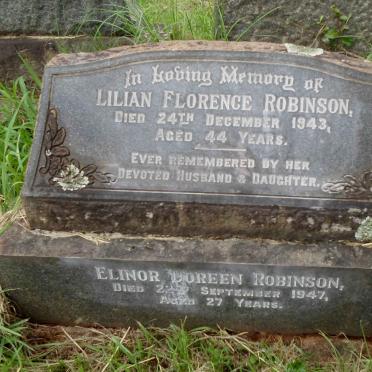 In Loving Memory of
LILIAN FLORENCE ROBINSON,
DIED 24TH DECEMBER 1943,
AGED 44 YEARS.
EVER REMEMBERED BY HER
DEVOTED HUSBAND & DAUGHTER.
ELINOR DOREEN ROBINSON,
DIED SEPTEMBER 1947,
AGED 27 YEARS.